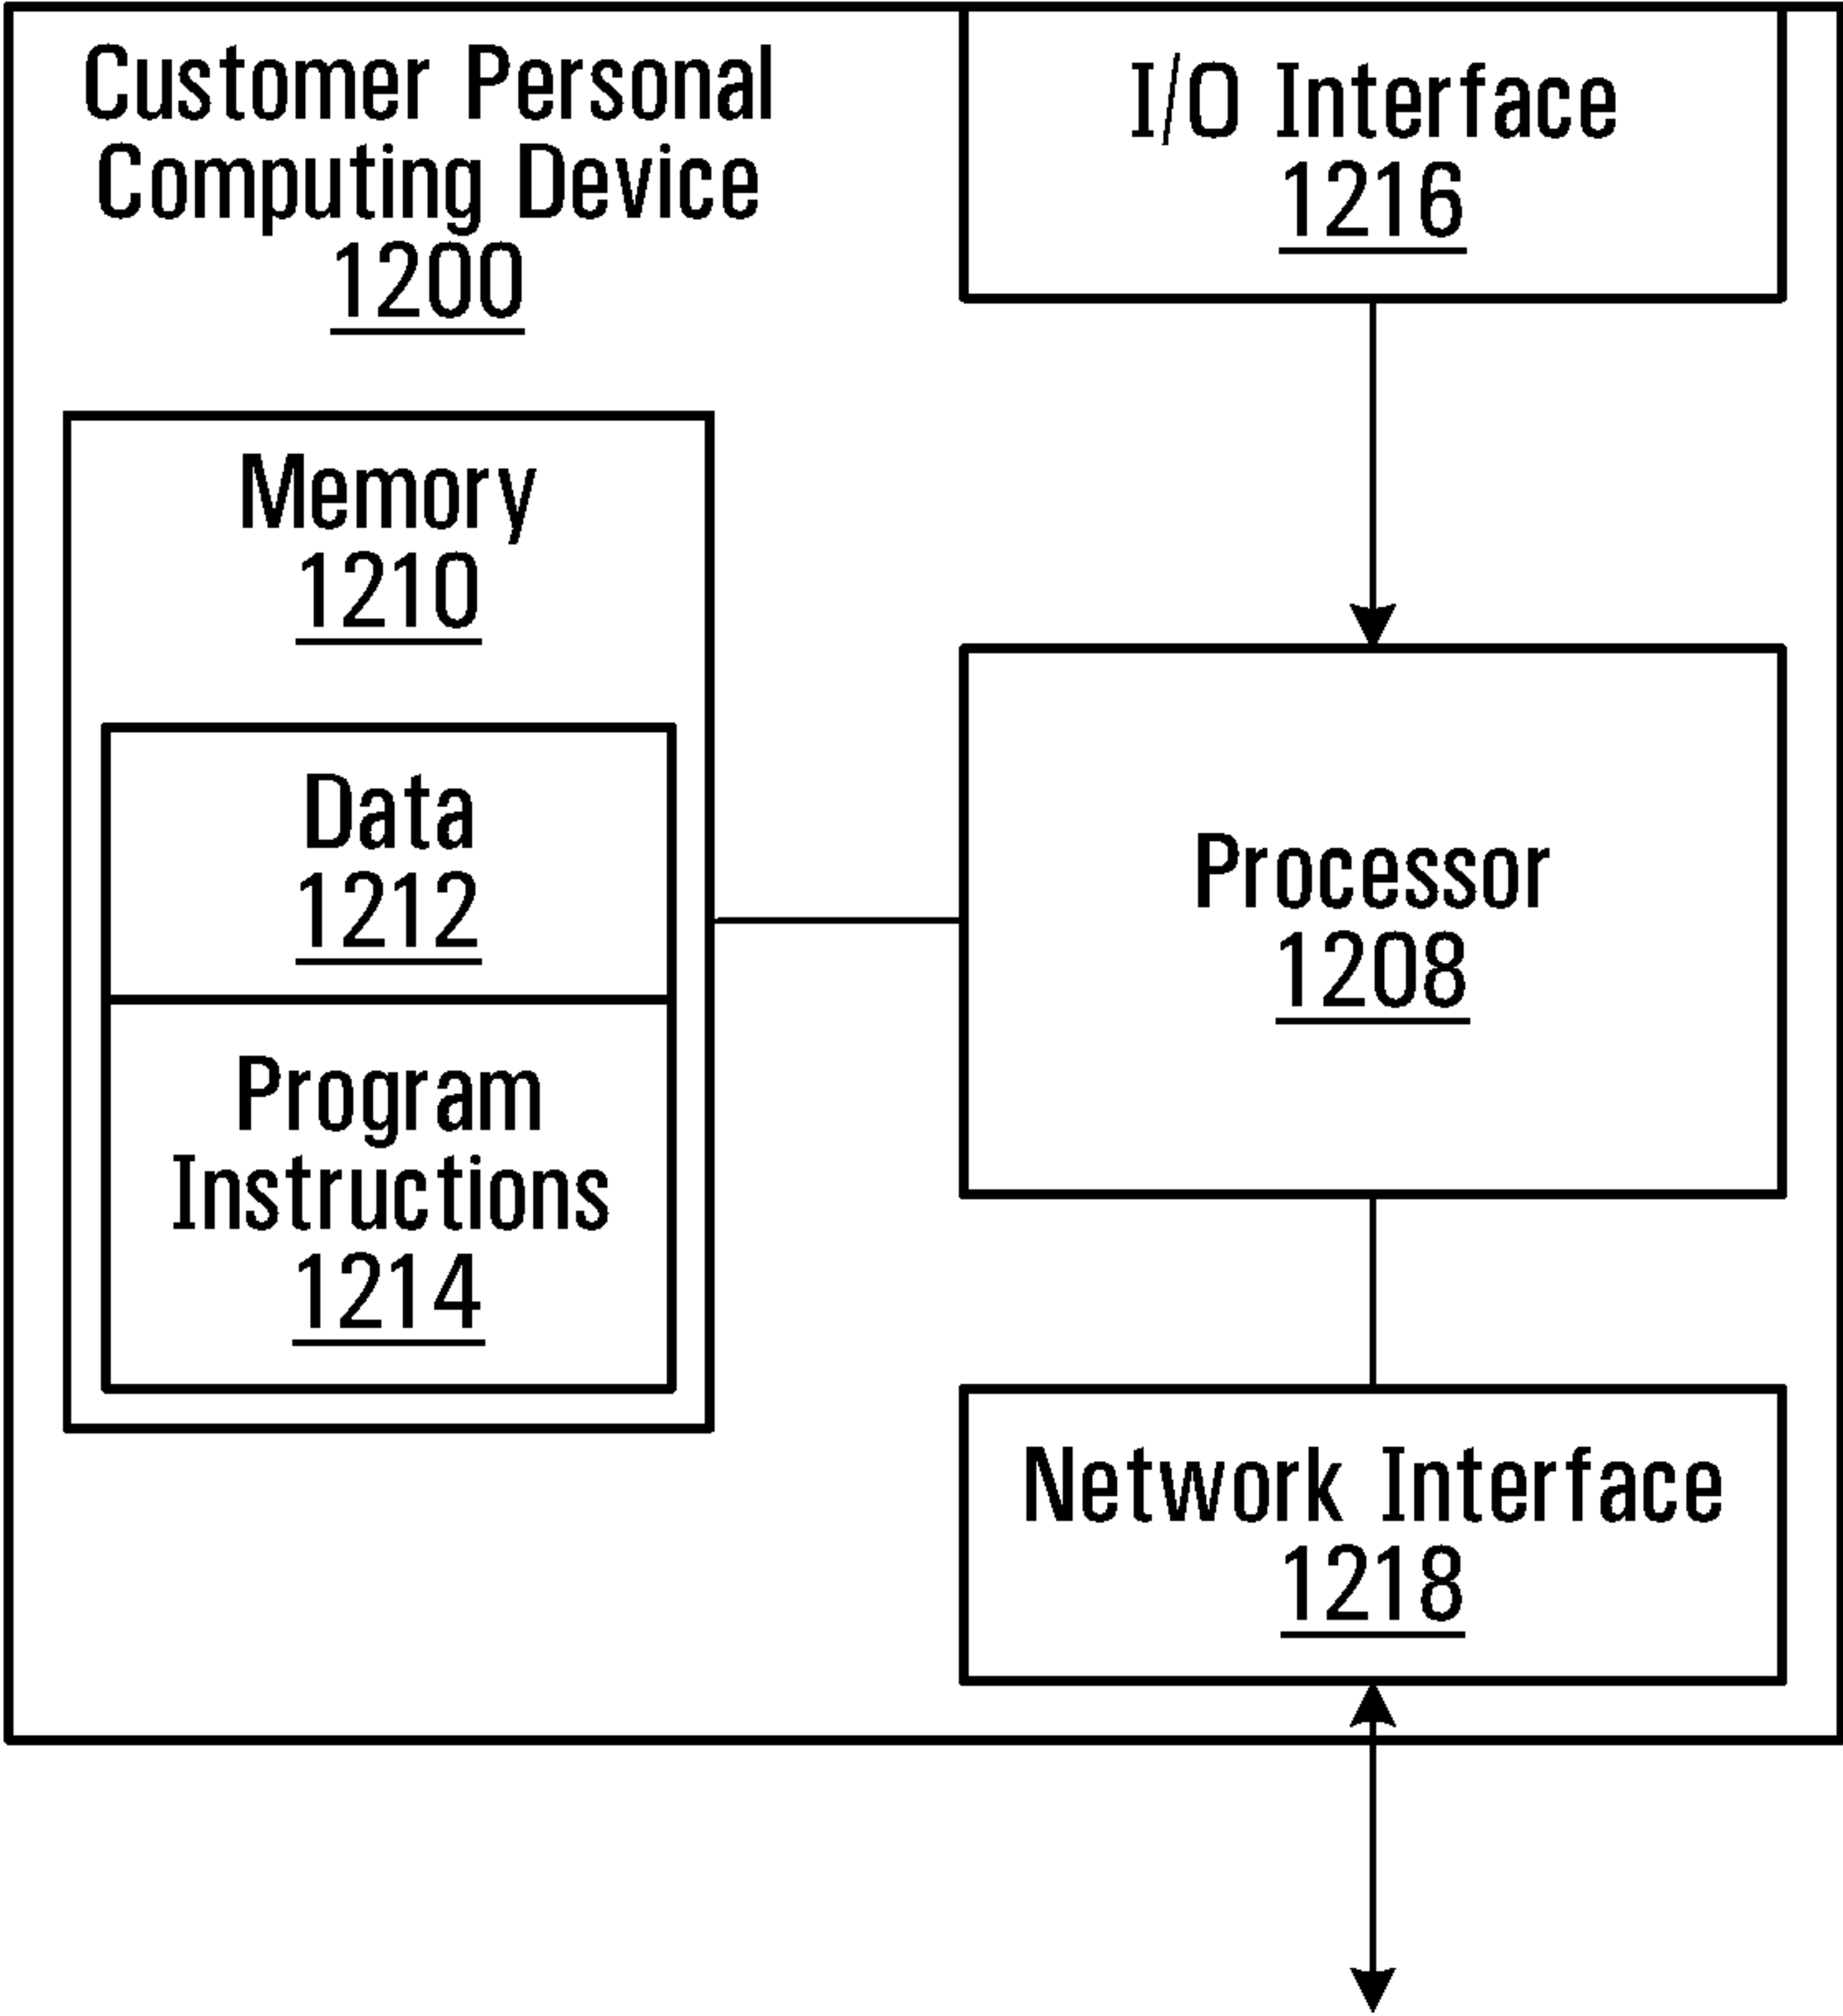 Customer Personal
Computing Device
1200
I/O Interface
1216
Memory
1210
Data
1212
Program
Instructions
1214
Processor
1208
Network Interface
1218